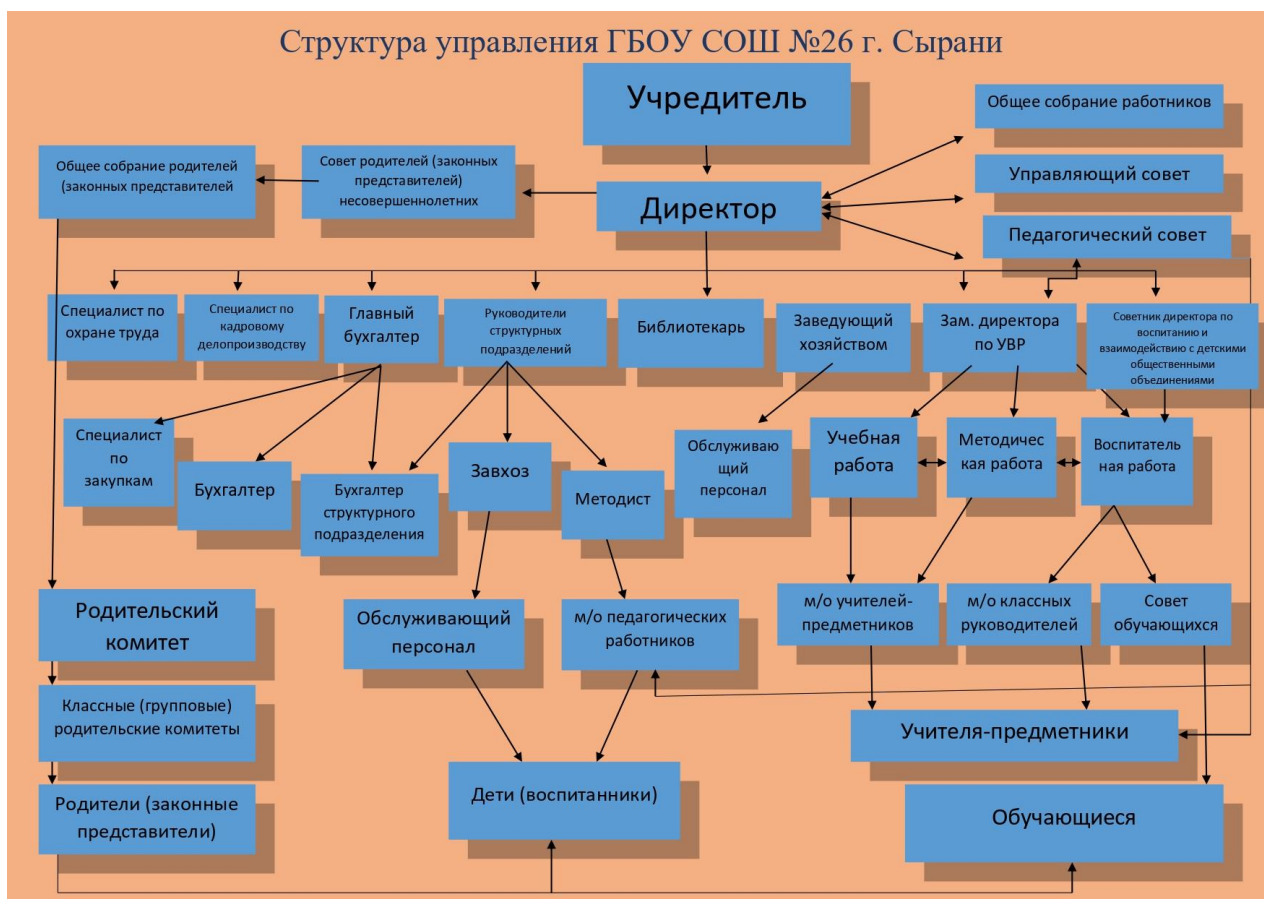 Структура управления ГБОУ СОШ №26 г. Сырани
Учредитель
Общее собрание работников
Общее собрание родителей
(законных представителей
Совет родителей (законных
представителей)
несовершеннолетних
Директор
Управляющий совет
Педагогический совет
Специалист по
охране труда
Специалист по
кадровому
делопроизводству
Главный
бухгалтер
Руководители
структурных
подразделений
Библиотекарь
Заведующий
хозяйством
Зам. директора
по УВР
Советник директора по
воспитанию и
взаимодействию с детскими
общественными
объединениями
Специалист
по
закупкам
Бухгалтер
Бухгалтер
структурного
подразделения
Завхоз
Методист
Обслуживаю
щий
персонал
Учебная
работа
Методичес
кая работа
Воспитатель
ная работа
Родительский
комитет
Обслуживающий
персонал
м/о педагогических
работников
м/о учителей-
предметников
м/о классных
руководителей
Совет
обучающихся
Классные (групповые)
родительские комитеты
Учителя-предметники
Родители (законные
представители)
Дети (воспитанники)
Обучающиеся